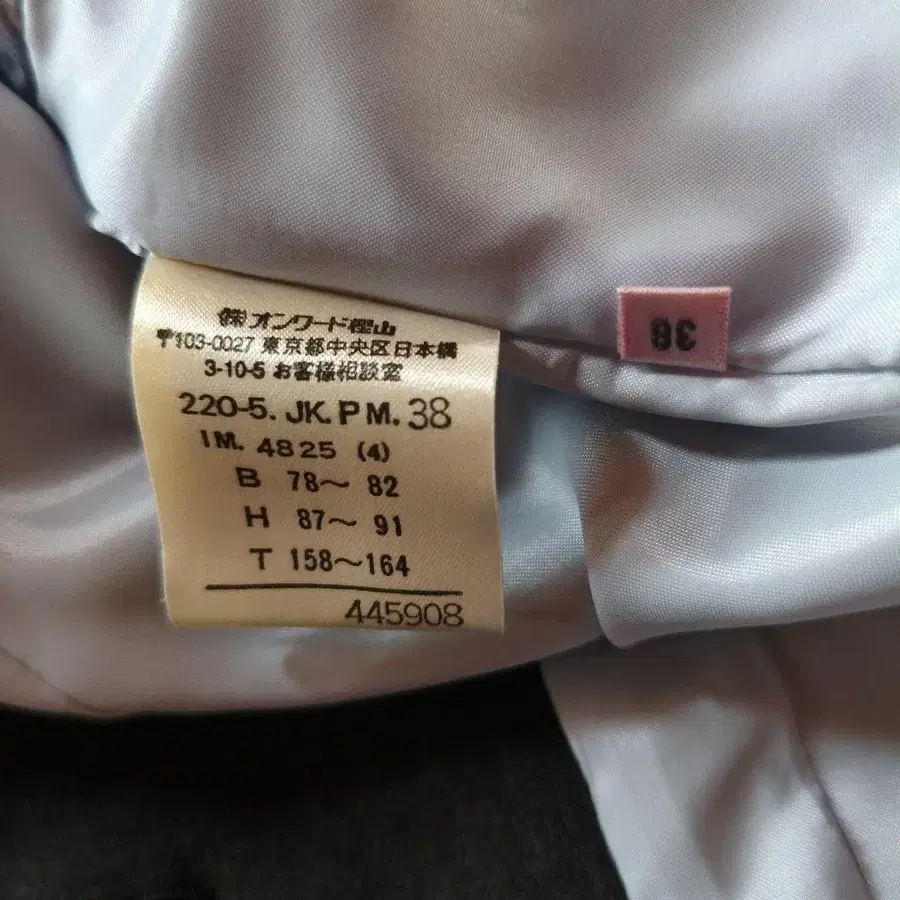 ㈱オンワード樫山
〒103-0027 東京都中央区日本橋
3-10-5 お客様相談室
220-5. JK. PM. 38
IM. 4825 (4)
B 78〜 82
H 87〜 91
T 158〜164
445908
38